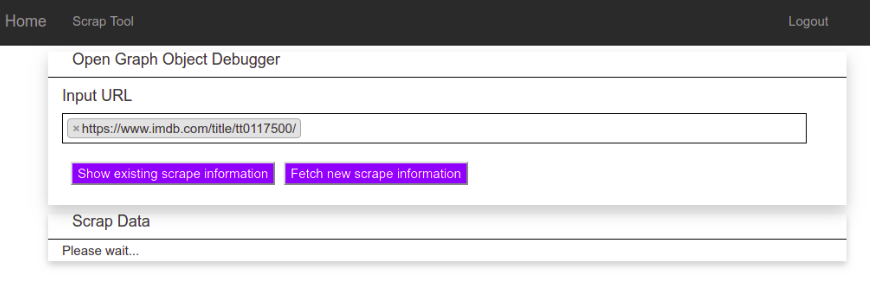 Home Scrap Tool Logout
Open Graph Object Debugger
Input URL
×https://www.imdb.com/title/tt0117500/
Show existing scrape information Fetch new scrape information
Scrap Data
Please wait...